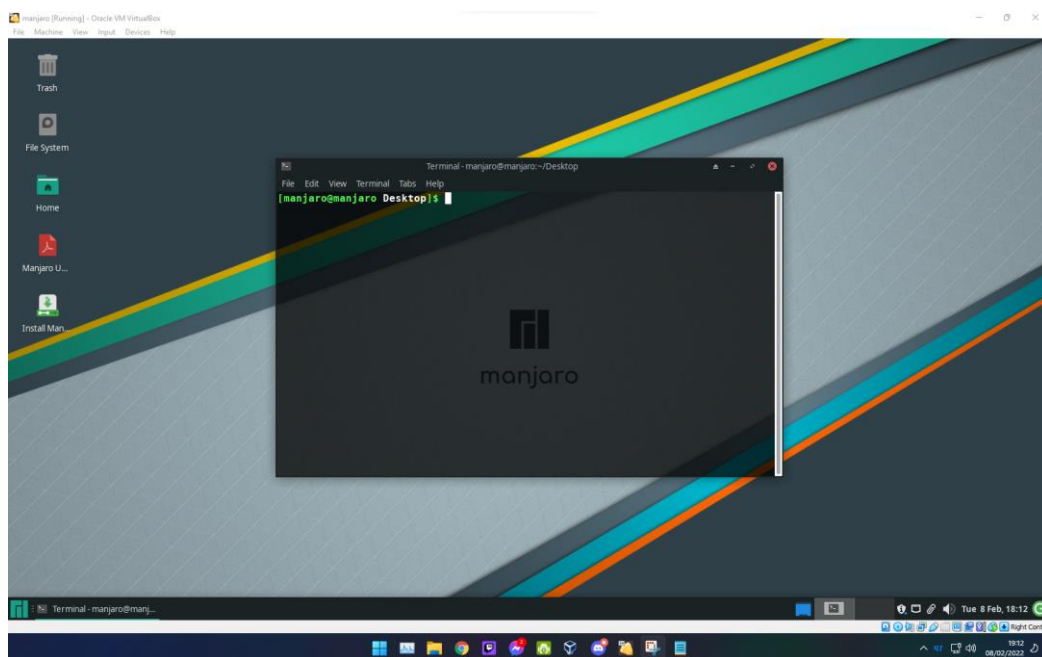 manjaro [Running] - Oracle VM VirtualBox
File Machine View Input Devices Help
Trash
File System
Home
Manjaro U...
Install Man...
Terminal - manjaro@manjaro:~/Desktop
File Edit View Terminal Tabs Help
[manjaro@manjaro Desktop]$
manjaro
Terminal - manjaro@manj...
Tue 8 Feb, 18:12
Right Cont
19:12
08/02/2022